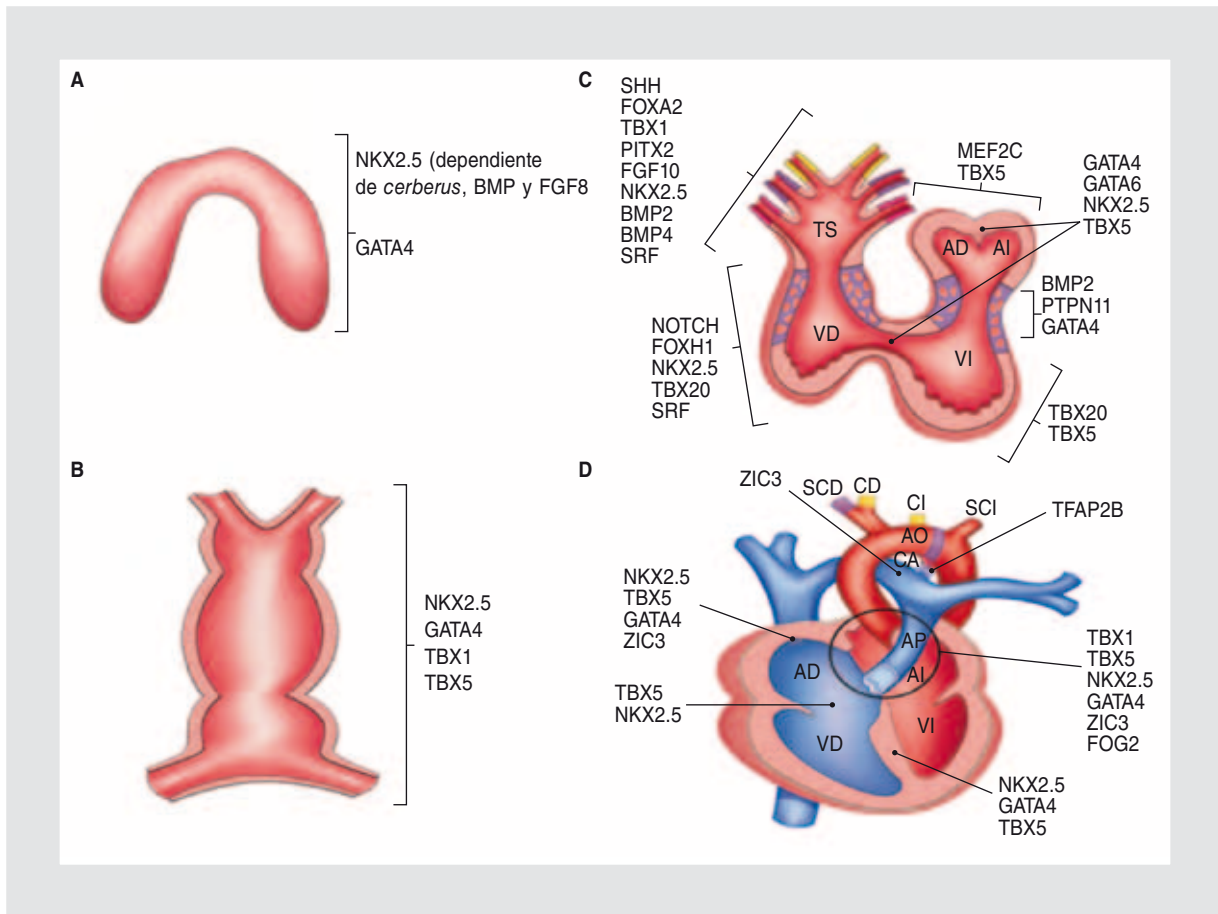 A
NKX2.5 (dependiente
de cerberus, BMP y FGF8
GATA4
B
NKX2.5
GATA4
TBX1
TBX5
C
SHH
FOXA2
TBX1
PITX2
FGF10
NKX2.5
BMP2
BMP4
SRF
NOTCH
FOXH1
NKX2.5
TBX20
SRF
MEF2C
TBX5
GATA4
GATA6
NKX2.5
TBX5
BMP2
PTPN11
GATA4
TBX20
TBX5
TS
AD AI
VD
VI
D
ZIC3
SCD
CD
CI
SCI
AO
CA
TFAP2B
NKX2.5
TBX5
GATA4
ZIC3
TBX5
NKX2.5
AP
AD
AI
VD
VI
TBX1
TBX5
NKX2.5
GATA4
ZIC3
FOG2
NKX2.5
GATA4
TBX5